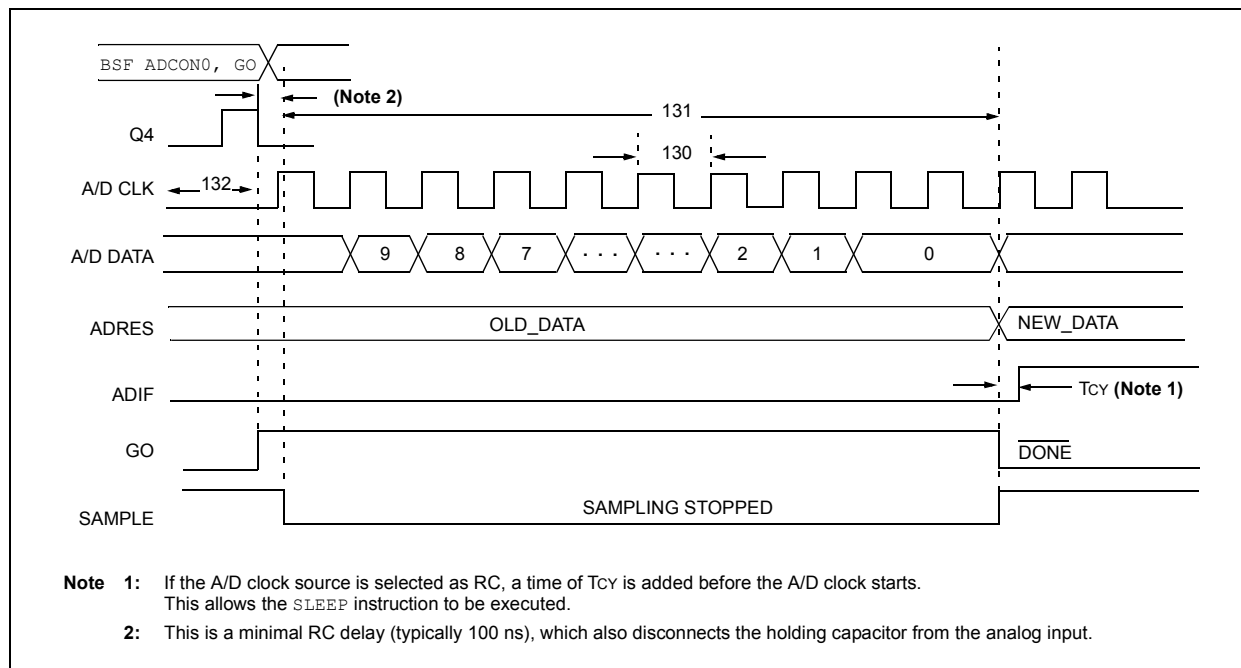 BSF ADCON0, GO
(Note 2)
131
Q4
130
A/D CLK
132
A/D DATA
9 8 7 . . . . . . 2 1 0
ADRES
OLD_DATA
NEW_DATA
ADIF
TCY (Note 1)
GO
DONE
SAMPLE
SAMPLING STOPPED
Note 1: If the A/D clock source is selected as RC, a time of TCY is added before the A/D clock starts.
This allows the SLEEP instruction to be executed.
2: This is a minimal RC delay (typically 100 ns), which also disconnects the holding capacitor from the analog input.